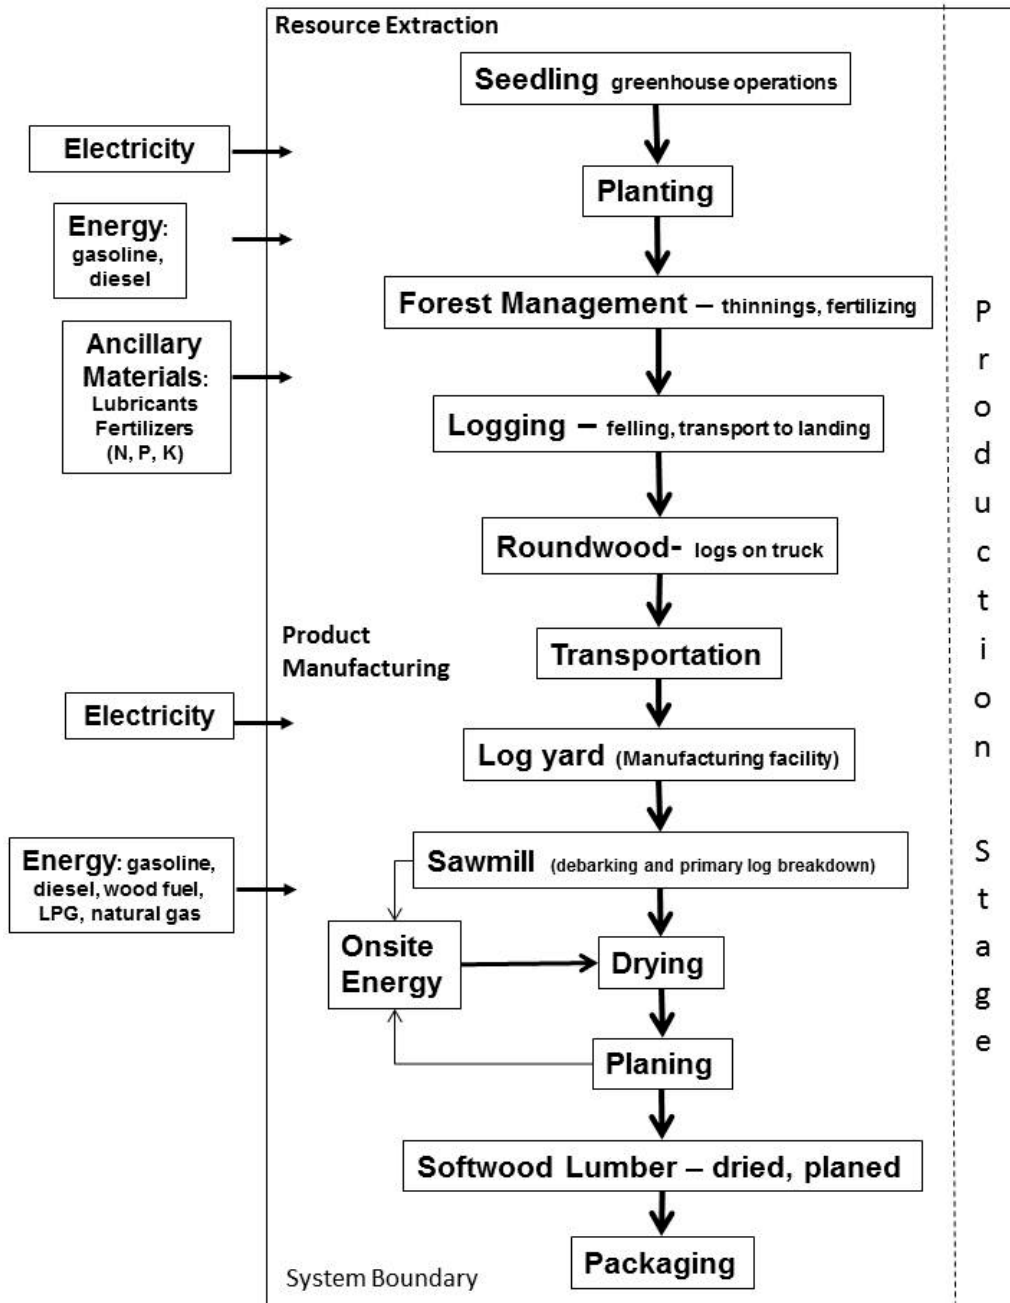 Resource Extraction
Seedling greenhouse operations
Electricity
Planting
Energy:
gasoline,
diesel
Forest Management – thinnings, fertilizing
Ancillary
Materials:
Lubricants
Fertilizers
(N, P, K)
Logging – felling, transport to landing
Roundwood- logs on truck
Product
Manufacturing
Transportation
Electricity
Log yard (Manufacturing facility)
Energy: gasoline,
diesel, wood fuel,
LPG, natural gas
Sawmill (debarking and primary log breakdown)
Onsite
Energy
Drying
Planing
Softwood Lumber – dried, planed
Packaging
System Boundary
Production Stage